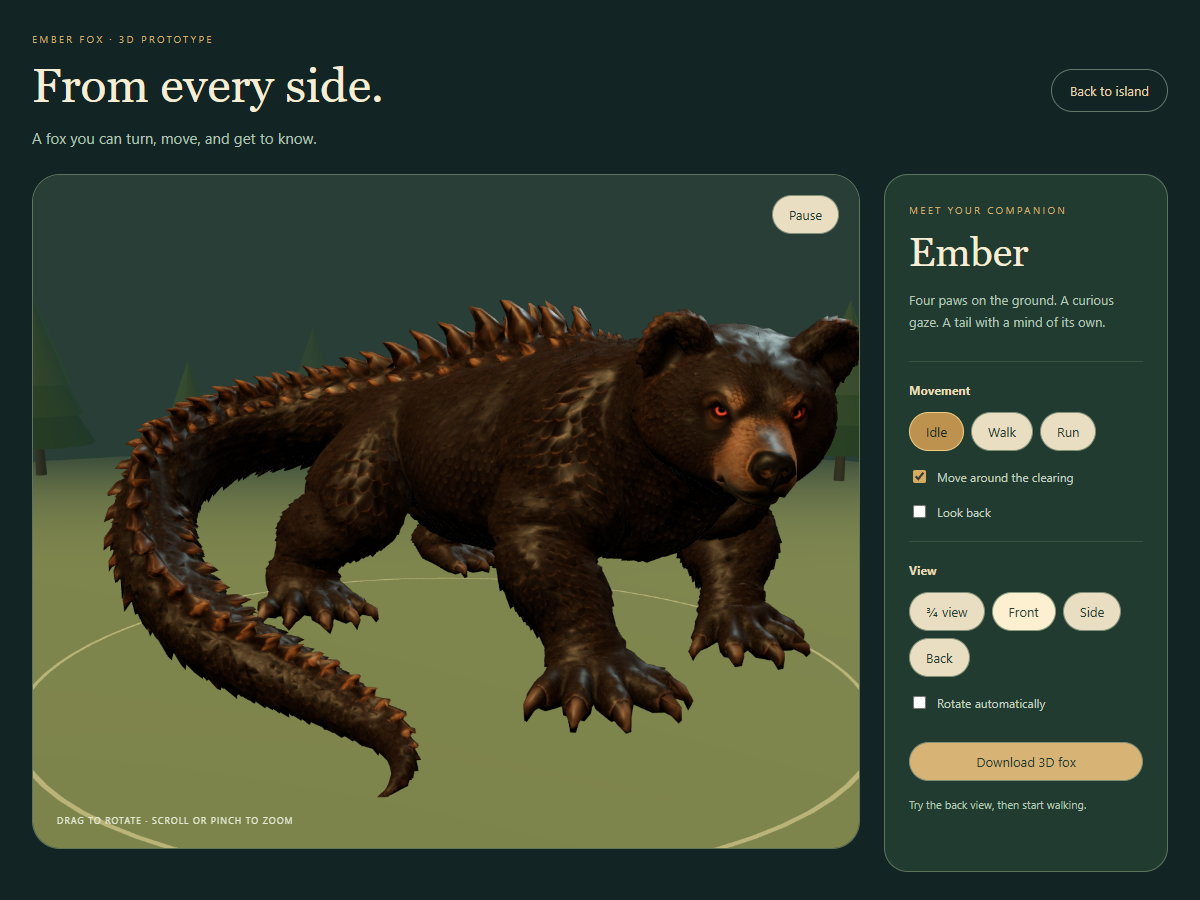 EMBER FOX · 3D PROTOTYPE
From every side.
A fox you can turn, move, and get to know.
Back to island
Pause
DRAG TO ROTATE · SCROLL OR PINCH TO ZOOM
MEET YOUR COMPANION
Ember
Four paws on the ground. A curious
gaze. A tail with a mind of its own.
Movement
Idle Walk Run
Move around the clearing
Look back
View
¾ view Front Side
Back
Rotate automatically
Download 3D fox
Try the back view, then start walking.